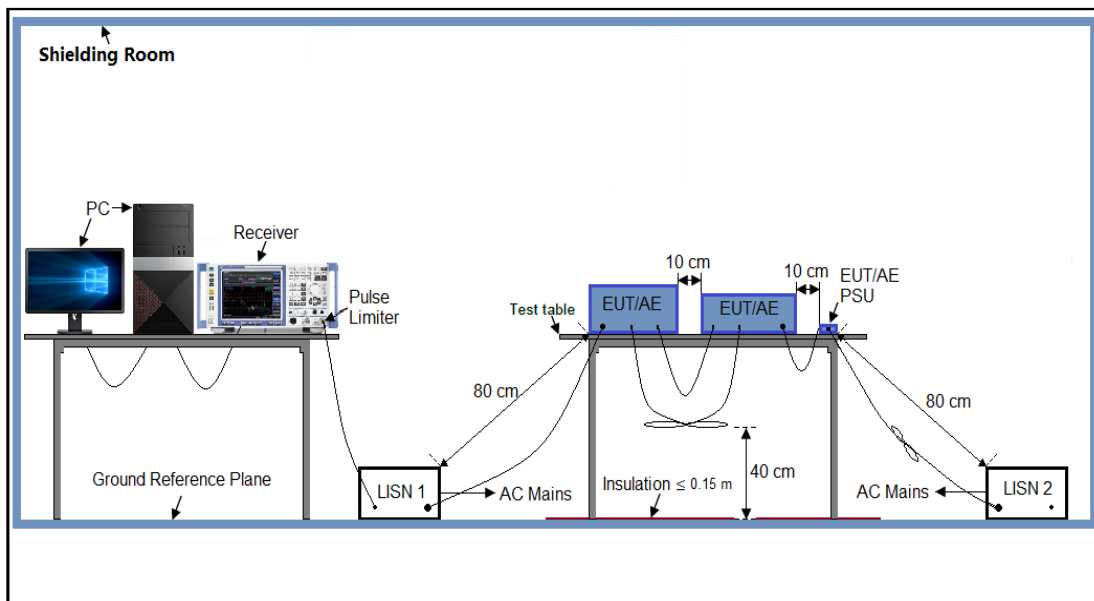 Shielding Room
PC
Receiver
Pulse
Limiter
10 cm
10 cm
EUT/AE
PSU
EUT/AE
EUT/AE
Test table
80 cm
80 cm
40 cm
Ground Reference Plane
LISN 1
AC Mains
Insulation ≤ 0.15 m
AC Mains
LISN 2